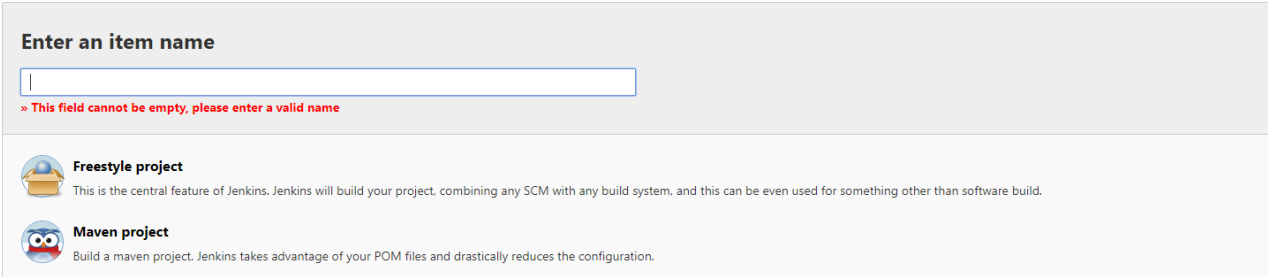 Enter an item name
» This field cannot be empty, please enter a valid name
Freestyle project
This is the central feature of Jenkins. Jenkins will build your project, combining any SCM with any build system, and this can be even used for something other than software build.
Maven project
Build a maven project. Jenkins takes advantage of your POM files and drastically reduces the configuration.